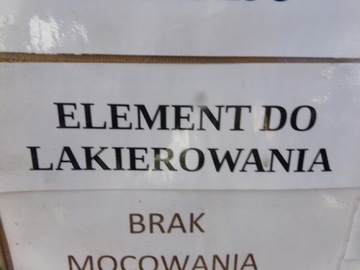 ELEMENT DO
LAKIEROWANIA
BRAK
MOCOWANIA